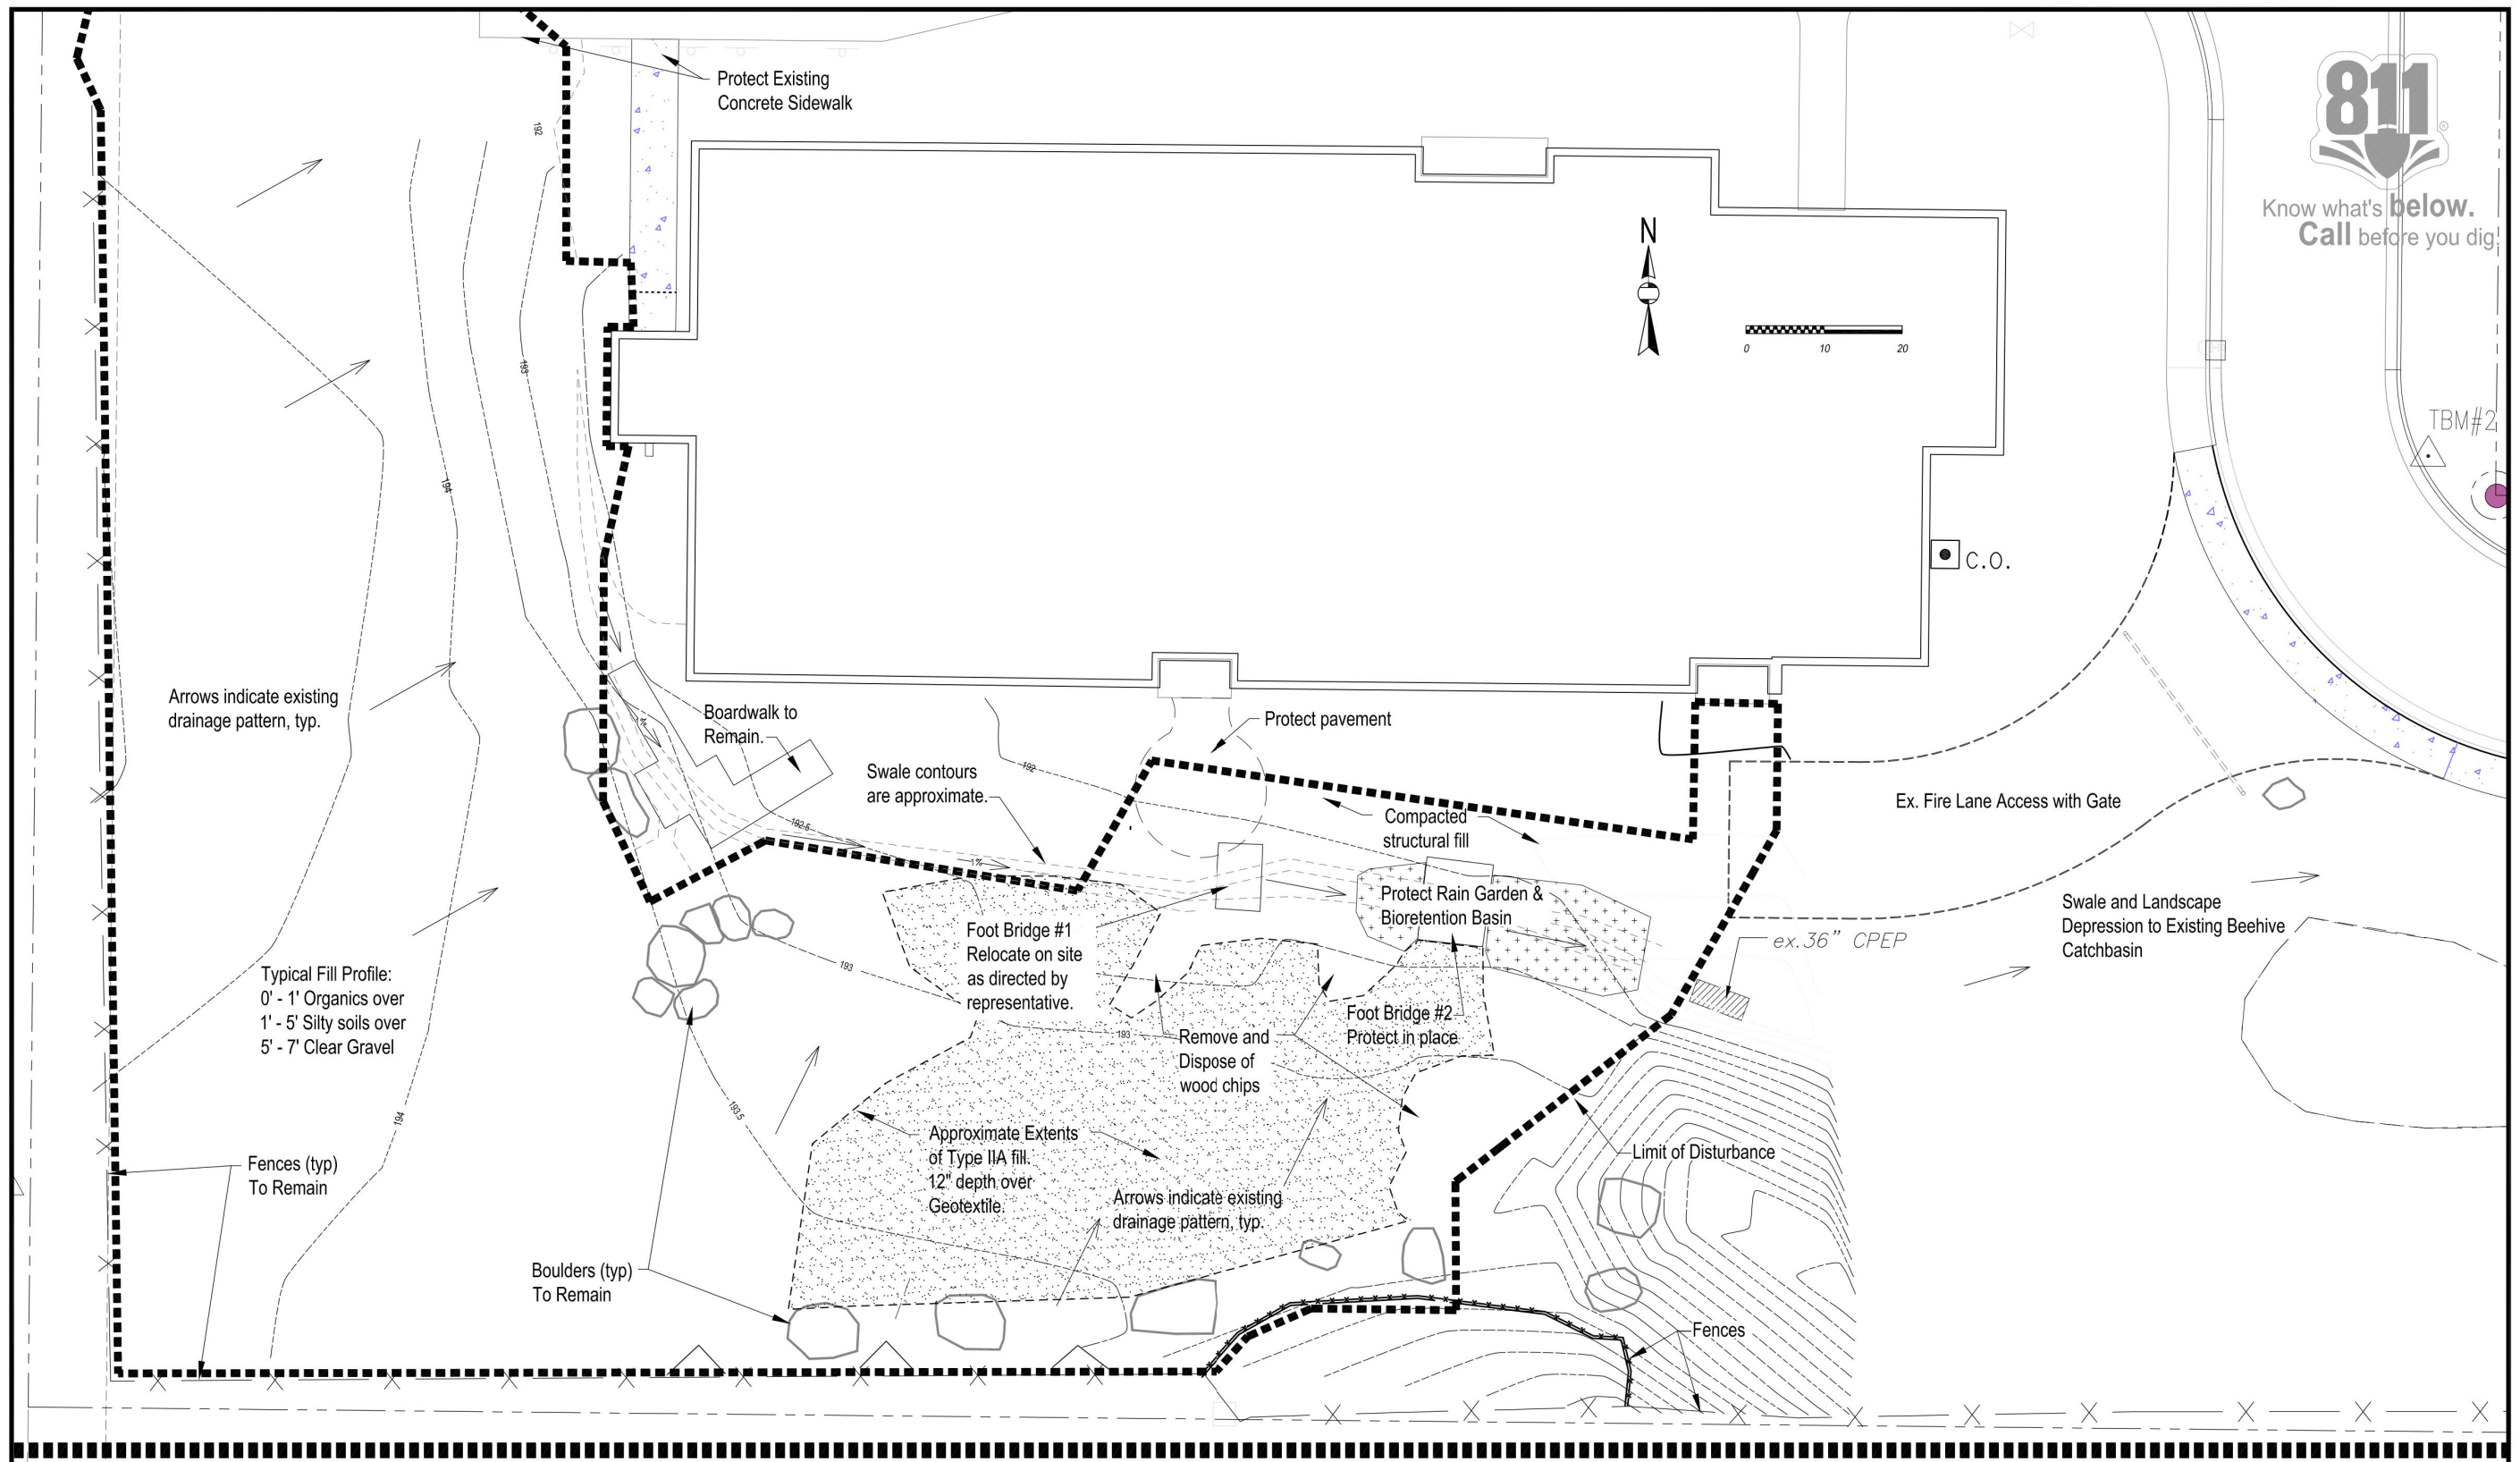 Protect Existing
Concrete Sidewalk
811
®
Know what's below.
Call before you dig.
192
N
0 10 20
193
TBM#2
194
C.O.
Arrows indicate existing
drainage pattern, typ.
Boardwalk to
Remain.
1%
Protect pavement
Swale contours
are approximate.
192
192.5
1%
Compacted
structural fill
Ex. Fire Lane Access with Gate
Protect Rain Garden &
Bioretention Basin
Swale and Landscape
Depression to Existing Beehive
Catchbasin
Foot Bridge #1
Relocate on site
as directed by
representative.
ex.36" CPEP
193
Typical Fill Profile:
0' - 1' Organics over
1' - 5' Silty soils over
5' - 7' Clear Gravel
Foot Bridge #2
Protect in place
193
Remove and
Dispose of
wood chips
193.5
194
Approximate Extents
of Type IIA fill.
12" depth over
Geotextile.
Limit of Disturbance
Fences (typ)
To Remain
Arrows indicate existing
drainage pattern, typ.
Boulders (typ)
To Remain
Fences